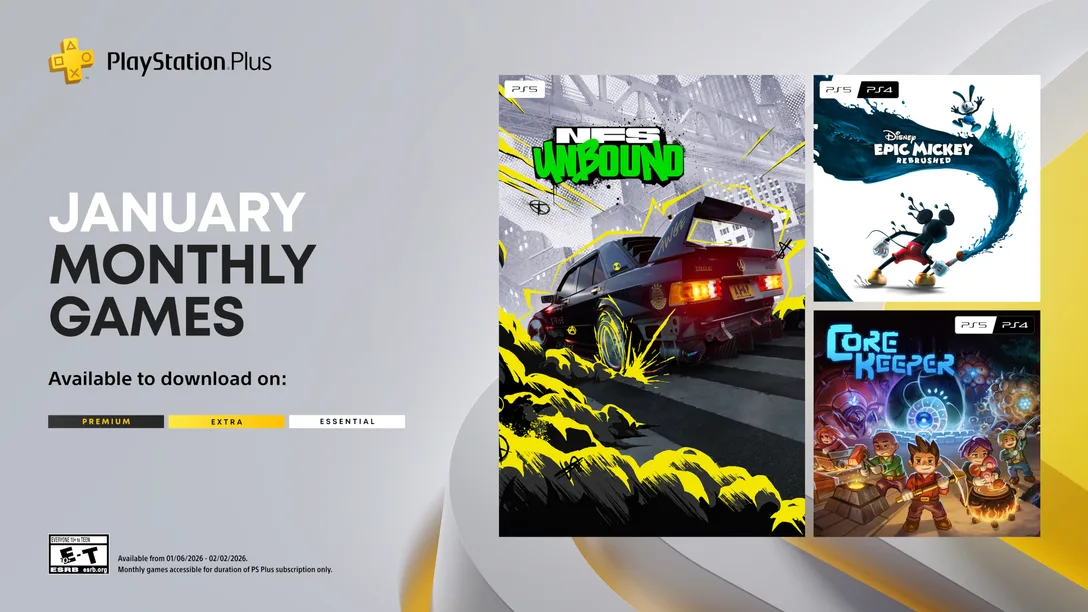 PlayStation Plus
JANUARY
MONTHLY
GAMES
Available to download on:
PREMIUM
EXTRA
ESSENTIAL
EVERYONE 10+ to TEEN
E-T
ESRB esrb.org
Available from 01/06/2026 - 02/02/2026.
Monthly games accessible for duration of PS Plus subscription only.
PS5
NFS
UNBOUND
PS5 PS4
Disney
EPIC MICKEY
REBRUSHED
PS5 PS4
CORE
KEEPER